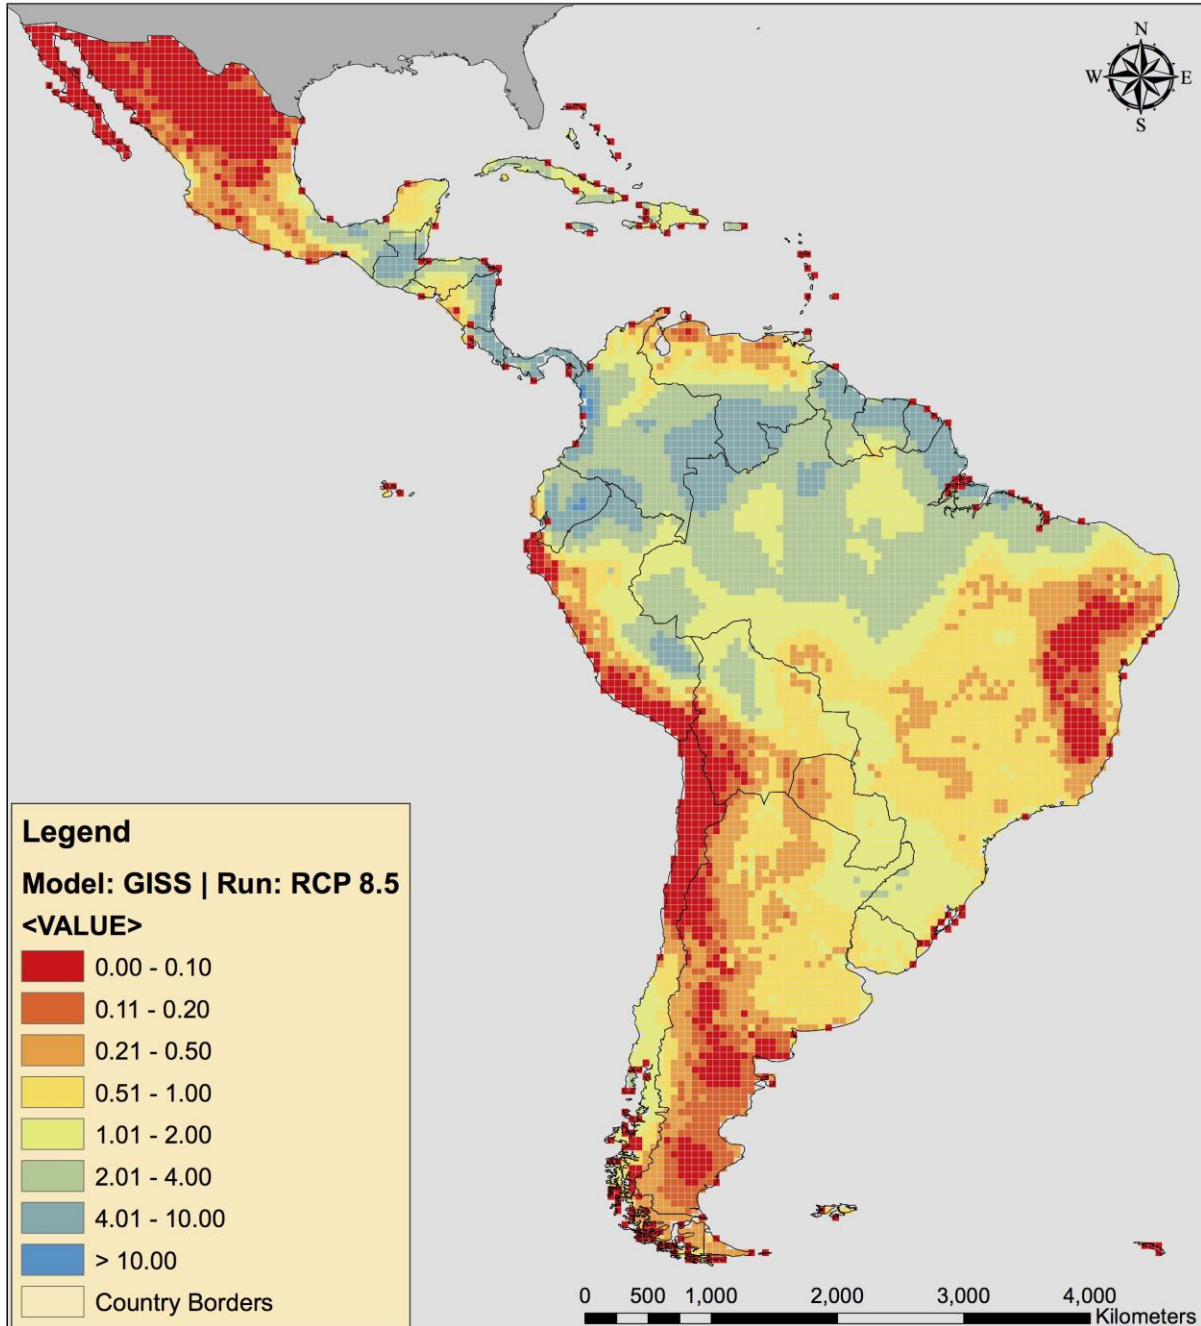 N
W E
S
Legend
Model: GISS | Run: RCP 8.5
<VALUE>
0.00 - 0.10
0.11 - 0.20
0.21 - 0.50
0.51 - 1.00
1.01 - 2.00
2.01 - 4.00
4.01 - 10.00
> 10.00
Country Borders
0 500 1,000 2,000 3,000 4,000
Kilometers